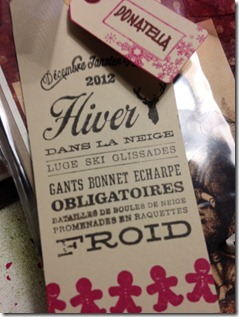 DONATELLA
Décembre Janvier
2012
Hiver
DANS LA NEIGE
LUGE SKI GLISSADES
GANTS BONNET ECHARPE
OBLIGATOIRES
BATAILLES DE BOULES DE NEIGE
PROMENADES EN RAQUETTES
FROID